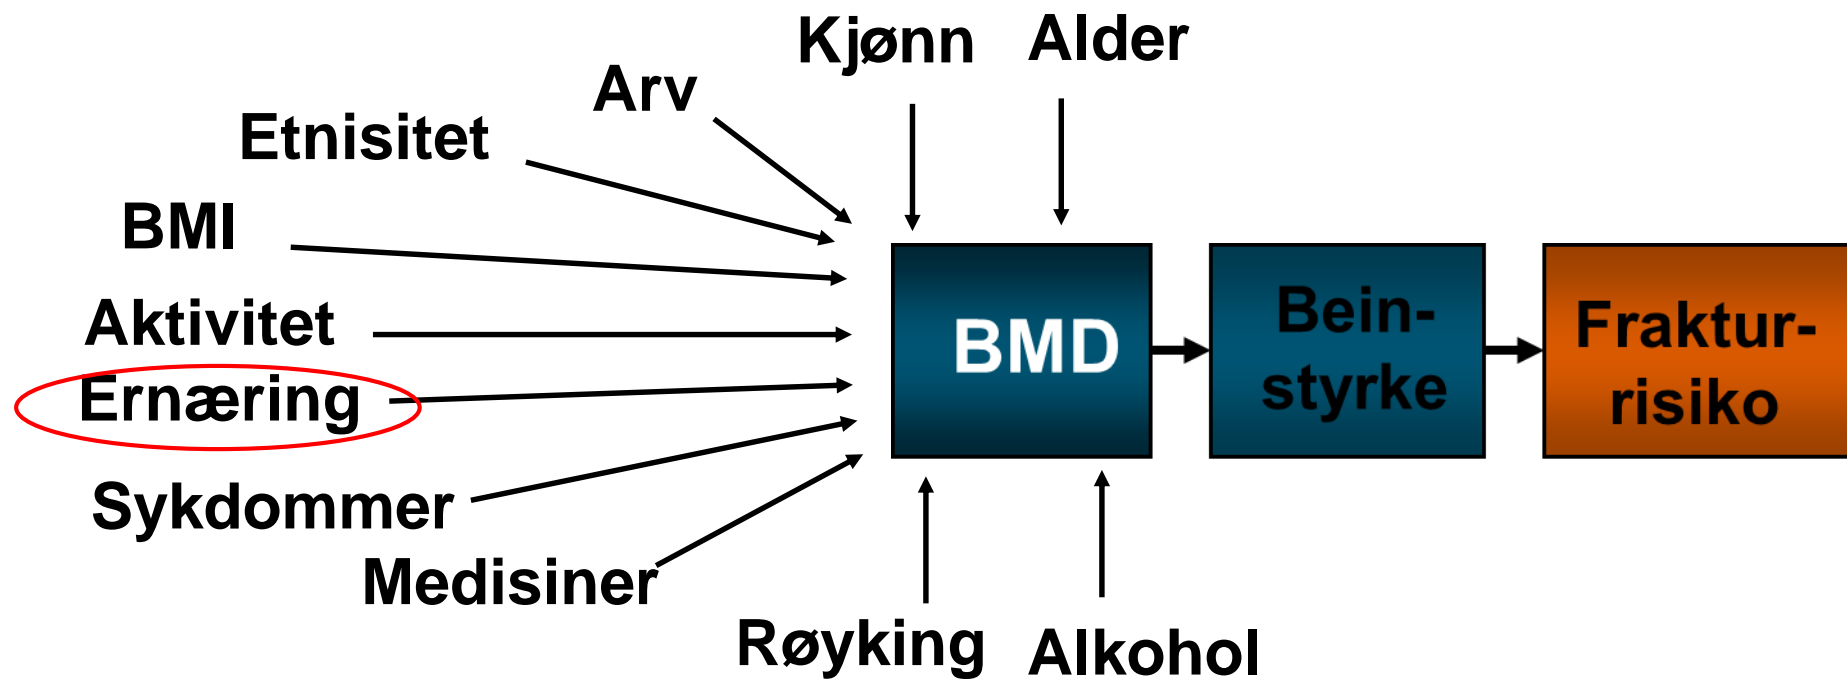 Kjønn
Alder
Arv
Etnisitet
BMI
Aktivitet
Ernæring
Sykdommer
Medisiner
Røyking
Alkohol
BMD
Bein-
styrke
Fraktur-
risiko